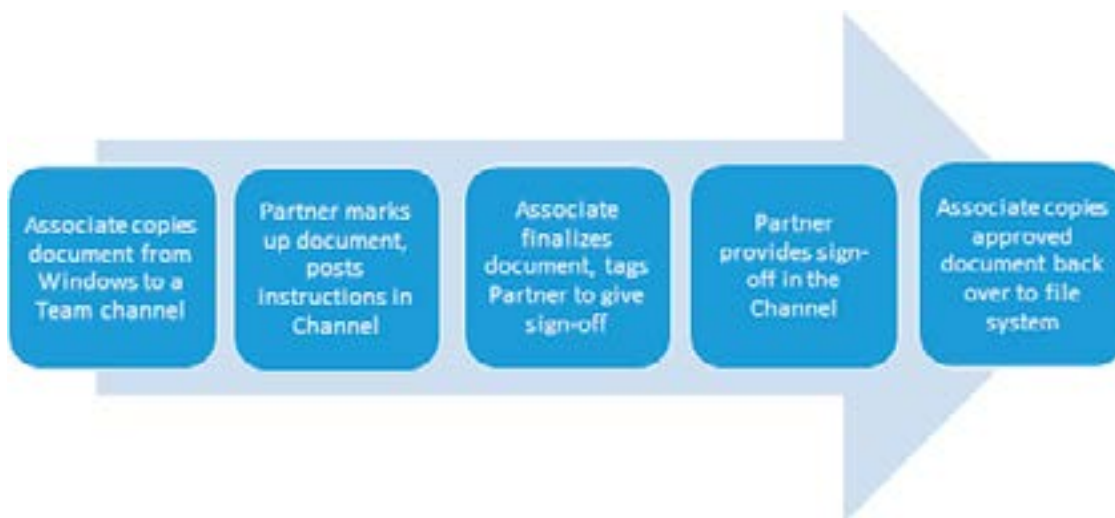 Associate copies
document from
Windows to a
Team channel
Partner marks
up document,
posts
instructions in
Channel
Associate
finalizes
document, tags
Partner to give
sign-off
Partner
provides sign-
off in the
Channel
Associate copies
approved
document back
over to file
system